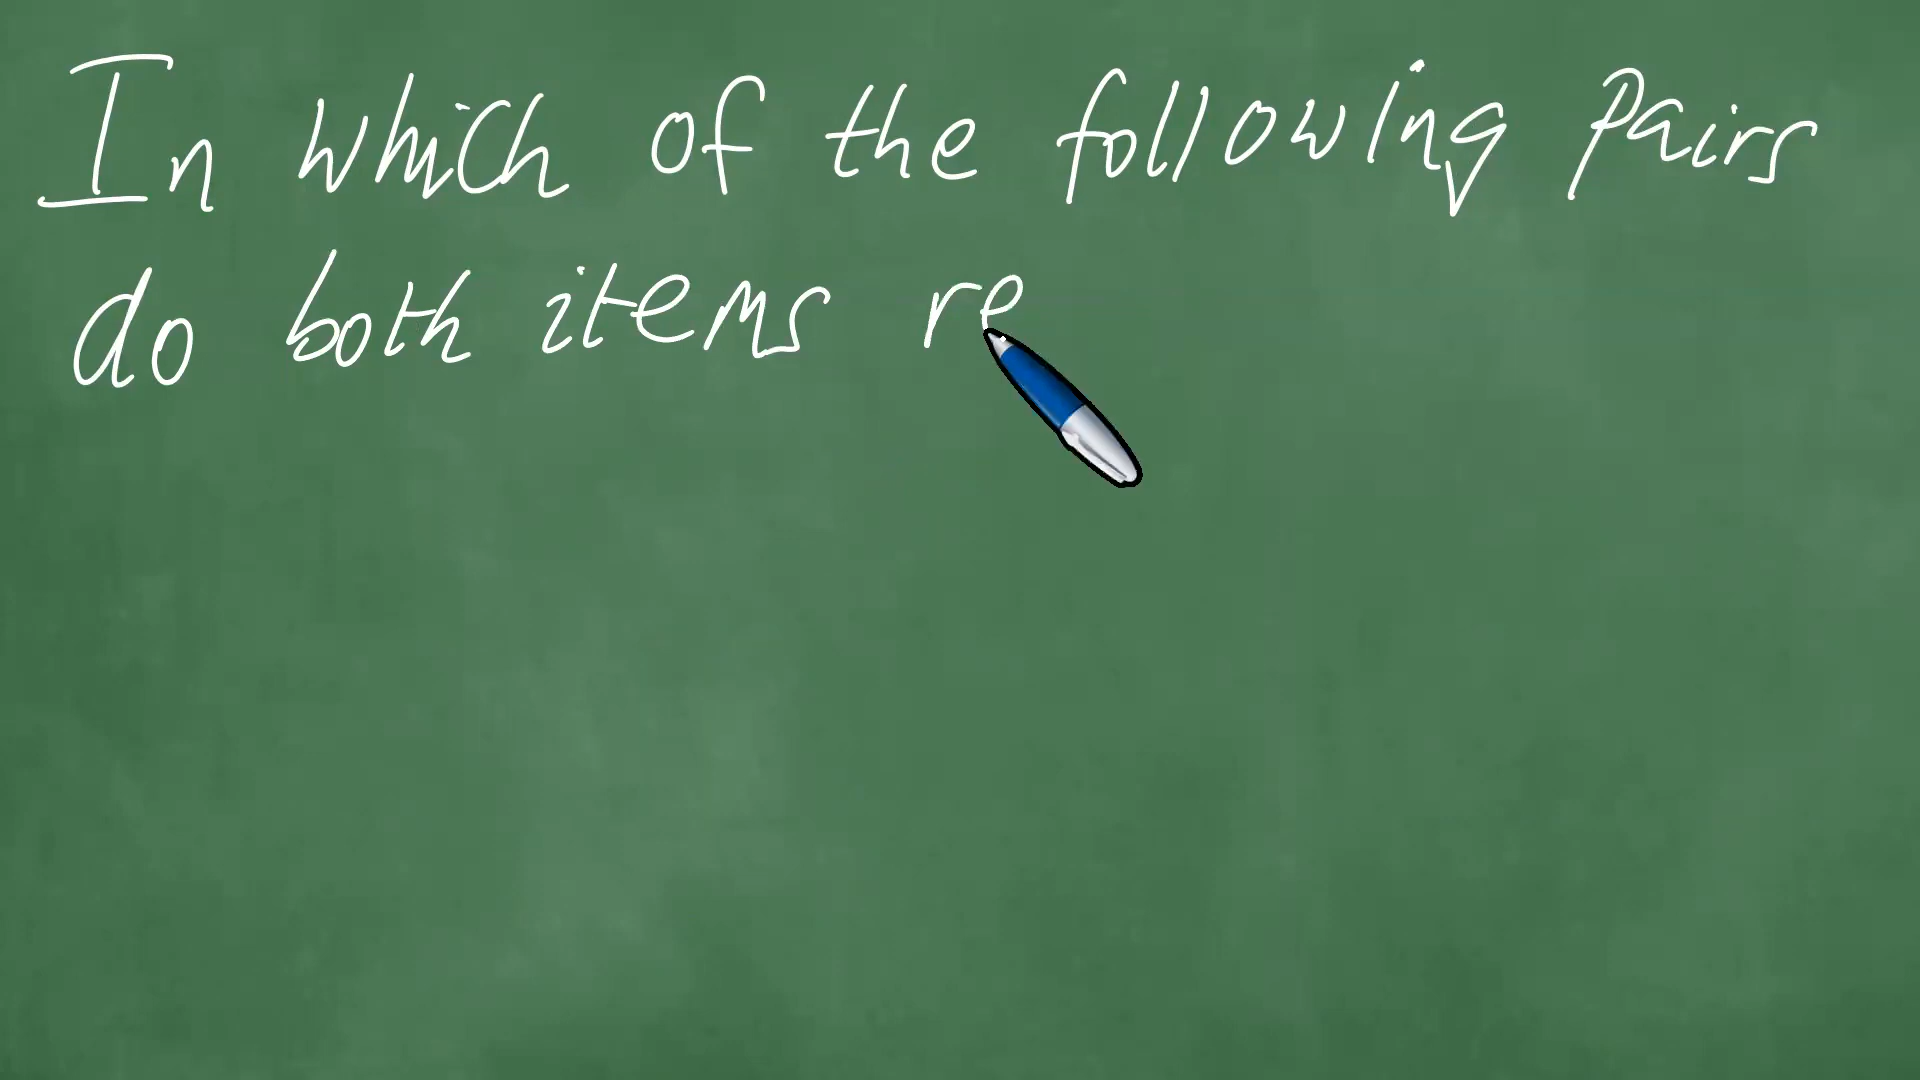 In which of the following pairs
do both items re